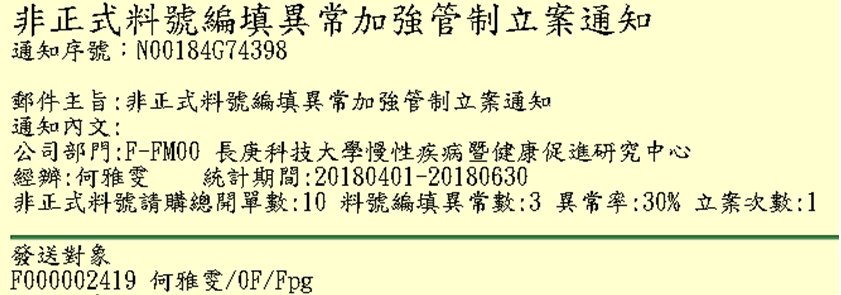 非正式料號編填異常加強管制立案通知
通知序號：N00184G74398
郵件主旨:非正式料號編填異常加強管制立案通知
通知內文:
公司部門:F-FM00 長庚科技大學慢性疾病暨健康促進研究中心
經辦:何雅雯 統計期間:20180401-20180630
非正式料號請購總開單數:10 料號編填異常數:3 異常率:30% 立案次數:1
發送對象
F000002419 何雅雯/0F/Fpg